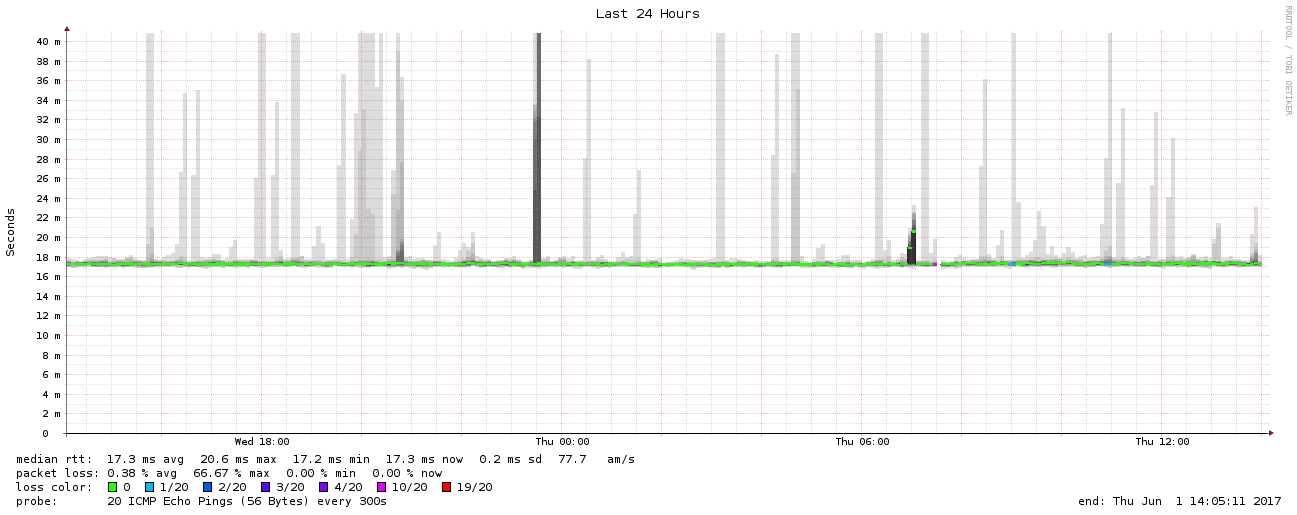 Last 24 Hours
RRDTOOL / TOBI OETIKER
Seconds
40 m
38 m
36 m
34 m
32 m
30 m
28 m
26 m
24 m
22 m
20 m
18 m
16 m
14 m
12 m
10 m
8 m
6 m
4 m
2 m
0
Wed 18:00 Thu 00:00 Thu 06:00 Thu 12:00
median rtt: 17.3 ms avg 20.6 ms max 17.2 ms min 17.3 ms now 0.2 ms sd 77.7 am/s
packet loss: 0.38 % avg 66.67 % max 0.00 % min 0.00 % now
loss color: 0 1/20 2/20 3/20 4/20 10/20 19/20
probe: 20 ICMP Echo Pings (56 Bytes) every 300s end: Thu Jun 1 14:05:11 2017